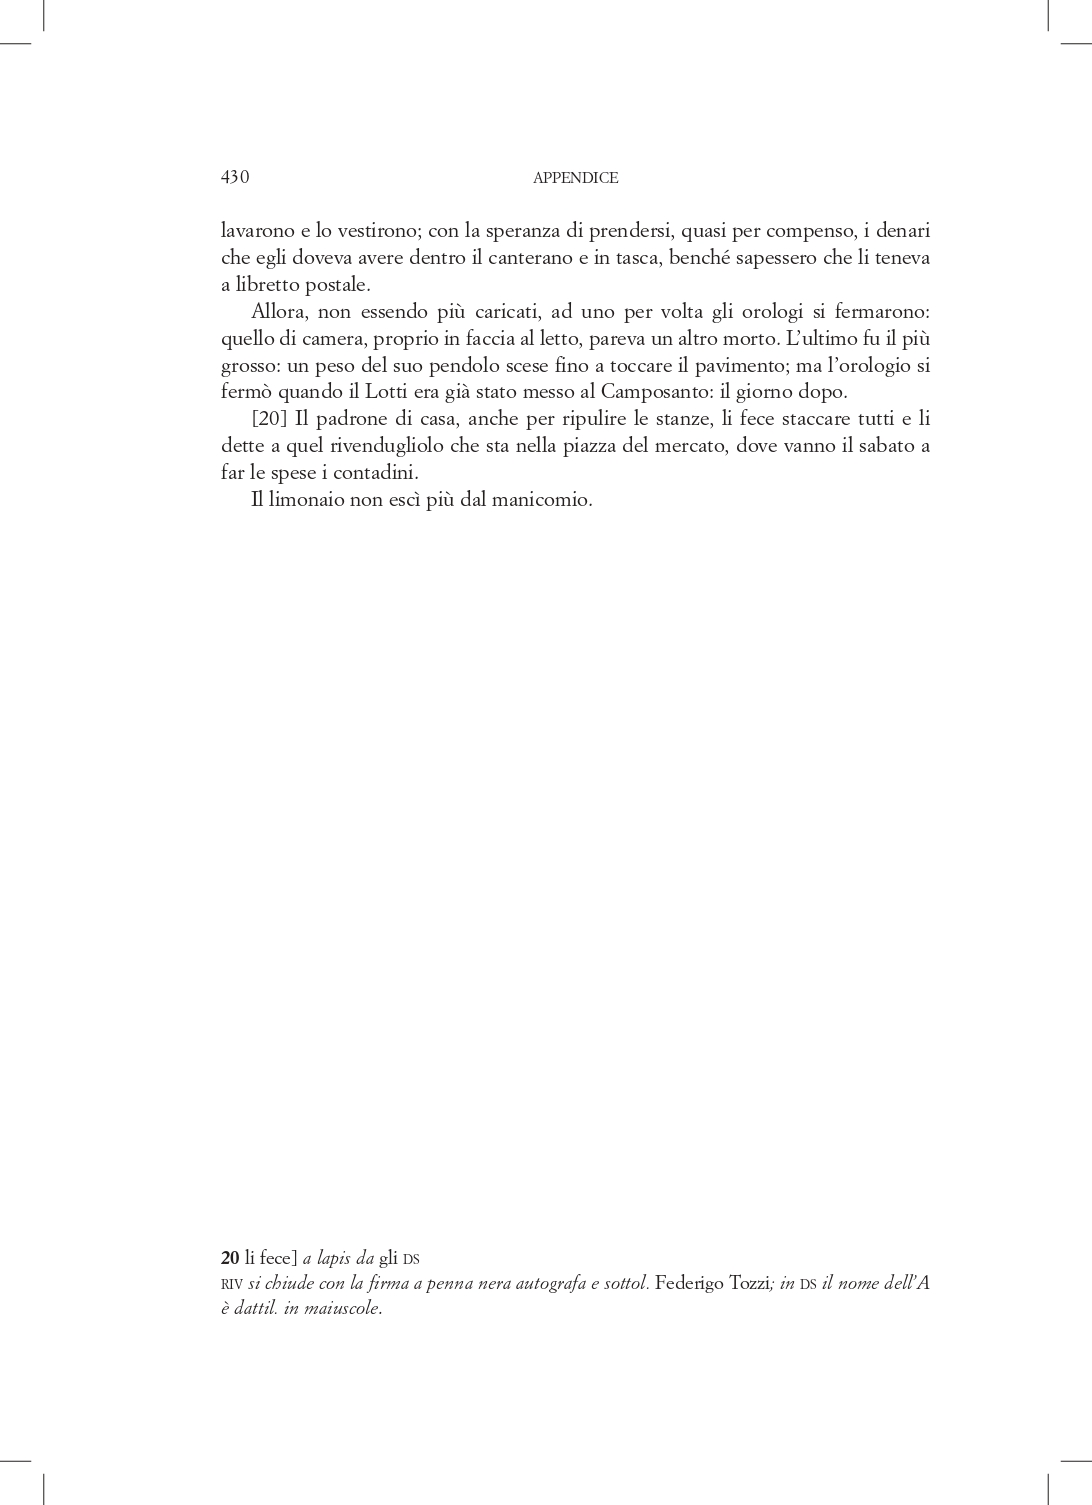 430 APPENDICE
lavarono e lo vestirono; con la speranza di prendersi, quasi per compenso, i denari
che egli doveva avere dentro il canterano e in tasca, benché sapessero che li teneva
a libretto postale.
Allora, non essendo più caricati, ad uno per volta gli orologi si fermarono:
quello di camera, proprio in faccia al letto, pareva un altro morto. L’ultimo fu il più
grosso: un peso del suo pendolo scese fino a toccare il pavimento; ma l’orologio si
fermò quando il Lotti era già stato messo al Camposanto: il giorno dopo.
[20] Il padrone di casa, anche per ripulire le stanze, li fece staccare tutti e li
dette a quel rivendugliolo che sta nella piazza del mercato, dove vanno il sabato a
far le spese i contadini.
Il limonaio non escì più dal manicomio.
20 li fece] a lapis da gli DS
RIV si chiude con la firma a penna nera autografa e sottol. Federigo Tozzi; in DS il nome dell’A
è dattil. in maiuscole.